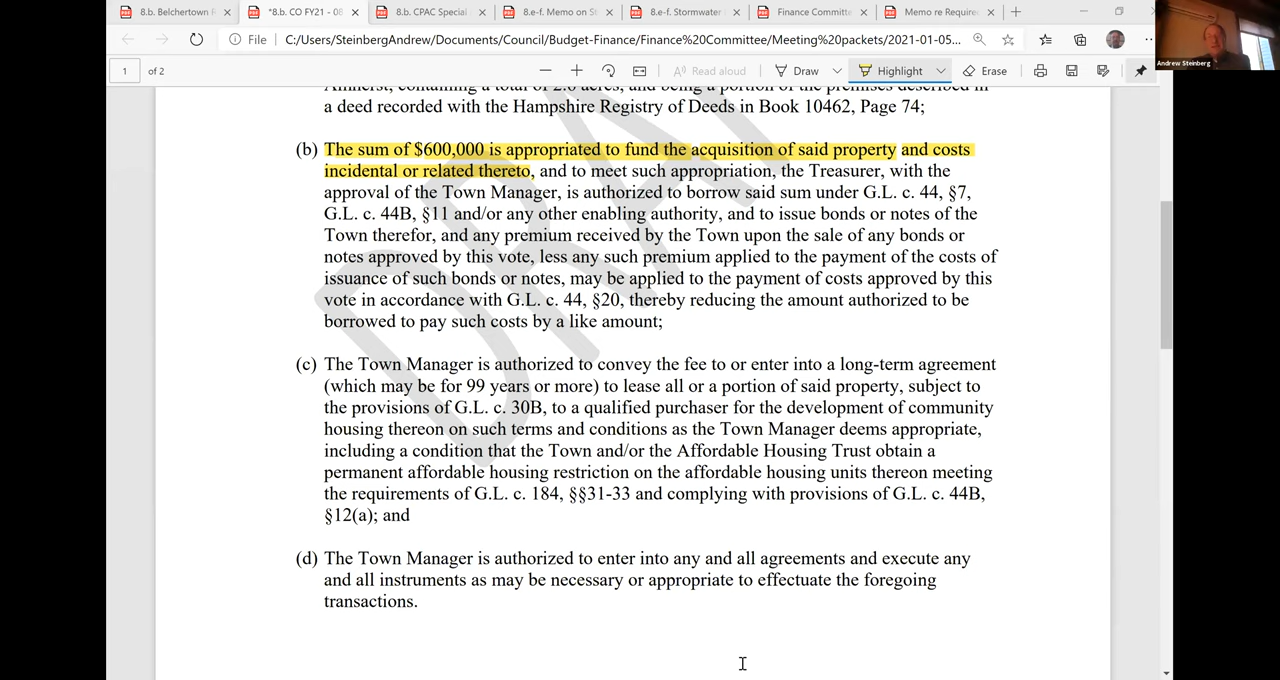 8.b. Belchertown
*8.b. CO FY21 - 08
8.b. CPAC Special
8.e-f. Memo on S
8.e-f. Stormwater
Finance Committe
Memo re Require
File C:/Users/SteinbergAndrew/Documents/Council/Budget-Finance/Finance%20Committee/Meeting%20packets/2021-01-05...
1 of 2 Read aloud Draw Highlight Erase
Andrew Steinberg
Amherst, containing a total of 2.0 acres, and being a portion of the premises described in
a deed recorded with the Hampshire Registry of Deeds in Book 10462, Page 74;
(b) The sum of $600,000 is appropriated to fund the acquisition of said property and costs
incidental or related thereto, and to meet such appropriation, the Treasurer, with the
approval of the Town Manager, is authorized to borrow said sum under G.L. c. 44, §7,
G.L. c. 44B, §11 and/or any other enabling authority, and to issue bonds or notes of the
Town therefor, and any premium received by the Town upon the sale of any bonds or
notes approved by this vote, less any such premium applied to the payment of the costs of
issuance of such bonds or notes, may be applied to the payment of costs approved by this
vote in accordance with G.L. c. 44, §20, thereby reducing the amount authorized to be
borrowed to pay such costs by a like amount;
(c) The Town Manager is authorized to convey the fee to or enter into a long-term agreement
(which may be for 99 years or more) to lease all or a portion of said property, subject to
the provisions of G.L. c. 30B, to a qualified purchaser for the development of community
housing thereon on such terms and conditions as the Town Manager deems appropriate,
including a condition that the Town and/or the Affordable Housing Trust obtain a
permanent affordable housing restriction on the affordable housing units thereon meeting
the requirements of G.L. c. 184, §§31-33 and complying with provisions of G.L. c. 44B,
§12(a); and
(d) The Town Manager is authorized to enter into any and all agreements and execute any
and all instruments as may be necessary or appropriate to effectuate the foregoing
transactions.